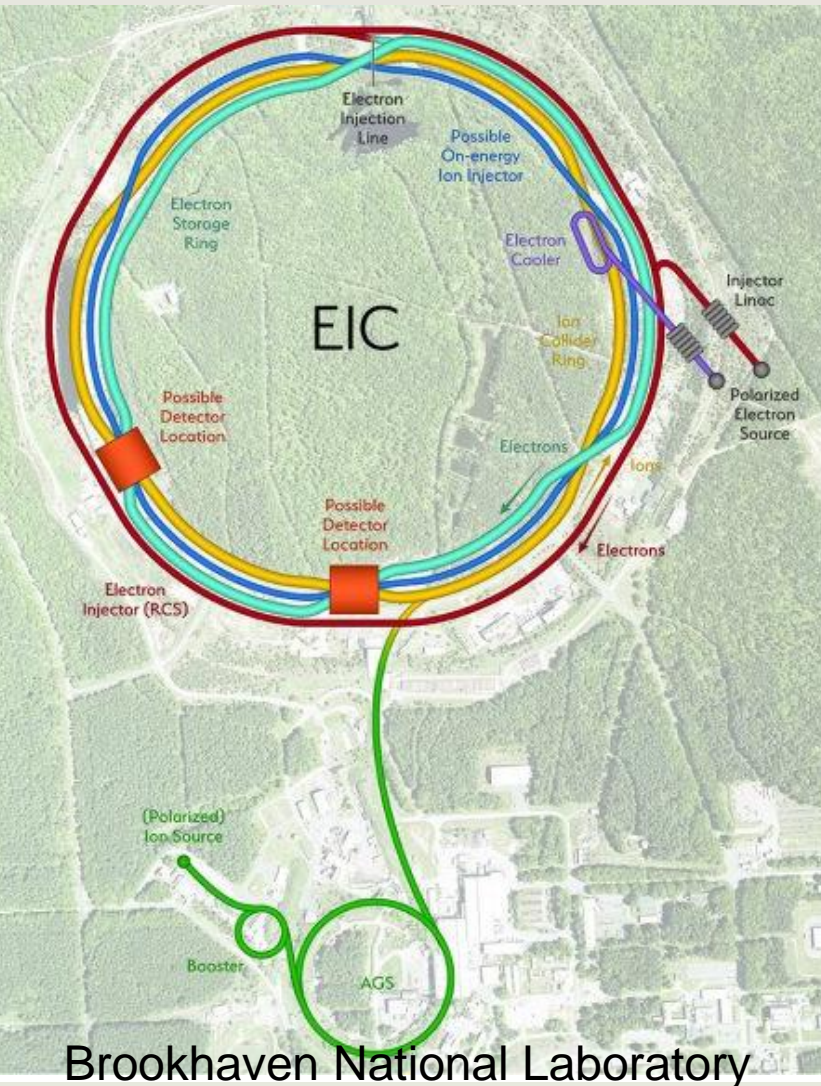 Electron
Injection
Line
Possible
On-energy
Ion Injector
Electron
Storage
Ring
Electron
Cooler
Injector
Linac
EIC
Ion
Collider
Ring
Polarized
Electron
Source
Possible
Detector
Location
Electrons
Ions
Possible
Detector
Location
Electrons
Electron
Injector (RCS)
(Polarized)
Ion Source
Booster
AGS
Brookhaven National Laboratory